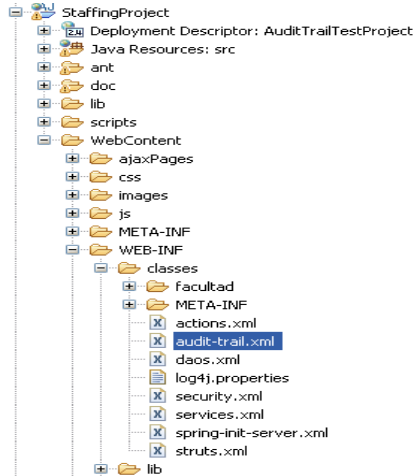 StaffingProject
2.4 Deployment Descriptor: AuditTrailTestProject
Java Resources: src
ant
doc
lib
scripts
WebContent
ajaxPages
css
images
js
META-INF
WEB-INF
classes
facultad
META-INF
actions.xml
audit-trail.xml
daos.xml
log4j.properties
security.xml
services.xml
spring-init-server.xml
struts.xml
lib